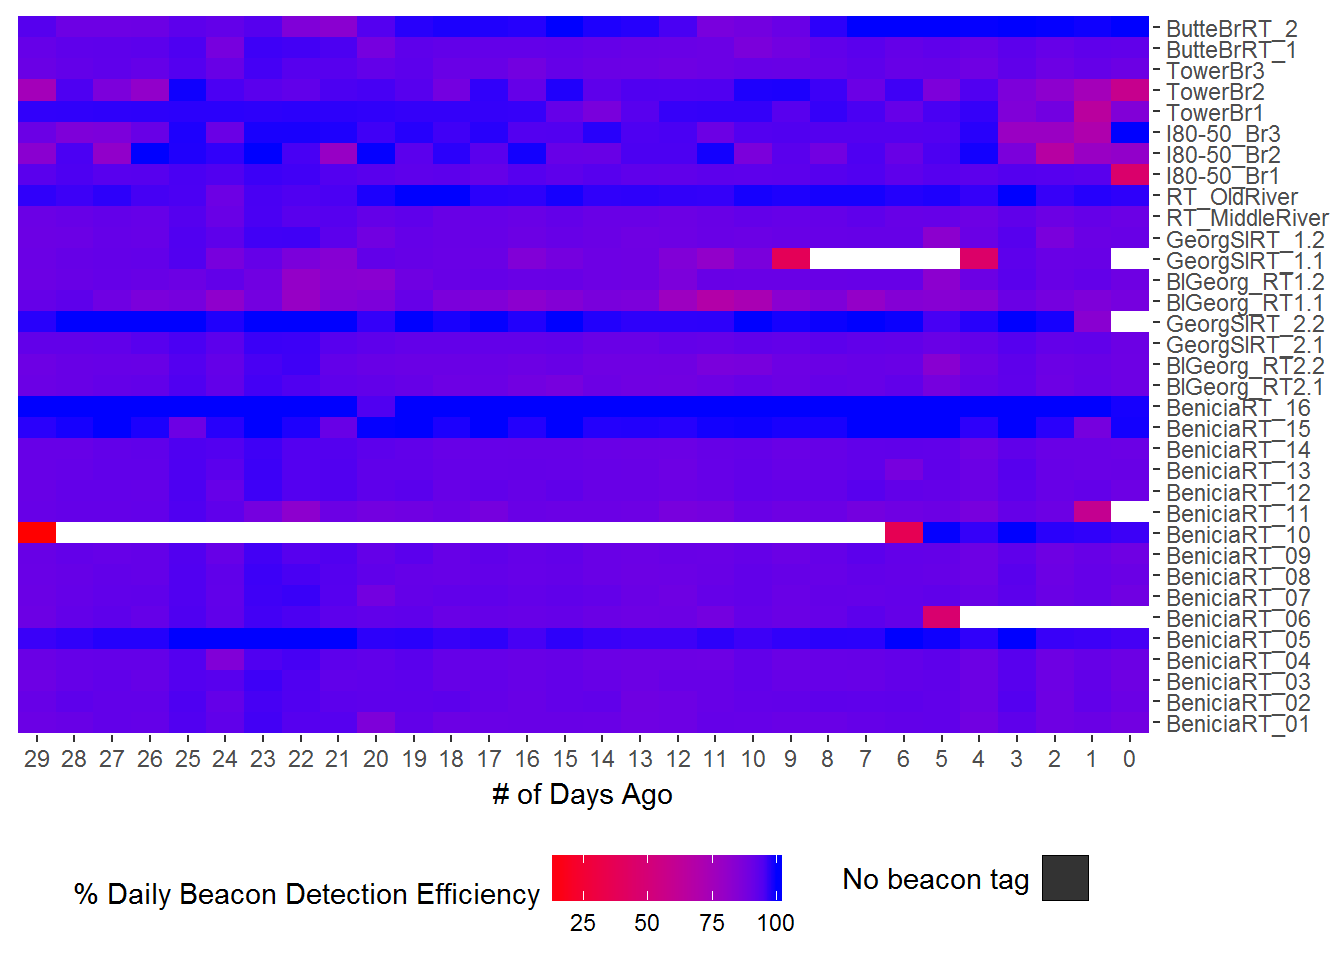 ButteBrRT_2
ButteBrRT_1
TowerBr3
TowerBr2
TowerBr1
I80-50_Br3
I80-50_Br2
I80-50_Br1
RT_OldRiver
RT_MiddleRiver
GeorgSlRT_1.2
GeorgSlRT_1.1
BlGeorg_RT1.2
BlGeorg_RT1.1
GeorgSlRT_2.2
GeorgSlRT_2.1
BlGeorg_RT2.2
BlGeorg_RT2.1
BeniciaRT_16
BeniciaRT_15
BeniciaRT_14
BeniciaRT_13
BeniciaRT_12
BeniciaRT_11
BeniciaRT_10
BeniciaRT_09
BeniciaRT_08
BeniciaRT_07
BeniciaRT_06
BeniciaRT_05
BeniciaRT_04
BeniciaRT_03
BeniciaRT_02
BeniciaRT_01
29 28 27 26 25 24 23 22 21 20 19 18 17 16 15 14 13 12 11 10 9 8 7 6 5 4 3 2 1 0
# of Days Ago
% Daily Beacon Detection Efficiency
25 50 75 100
No beacon tag